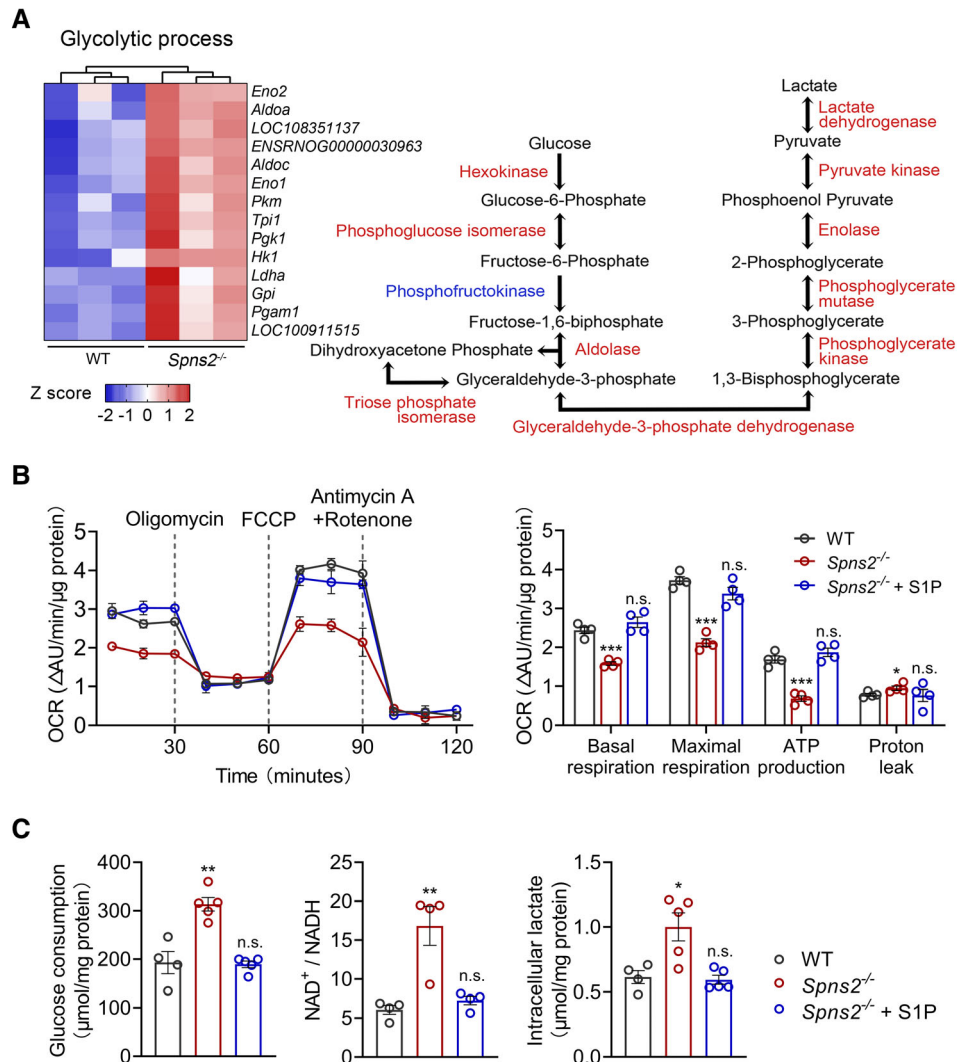 A
Glycolytic process
Eno2
Aldoa
LOC108351137
ENSRNOG00000030963
Aldoc
Eno1
Pkm
Tpi1
Pgk1
Hk1
Ldha
Gpi
Pgam1
LOC100911515
WT
Spns2-/-
Z score
-2 -1 0 1 2
Glucose
Hexokinase
Glucose-6-Phosphate
Phosphoglucose isomerase
Fructose-6-Phosphate
Phosphofructokinase
Fructose-1,6-biphosphate
Dihydroxyacetone Phosphate
Aldolase
Glyceraldehyde-3-phosphate
Triose phosphate
isomerase
Glyceraldehyde-3-phosphate dehydrogenase
Lactate
Lactate
dehydrogenase
Pyruvate
Pyruvate kinase
Phosphoenol Pyruvate
Enolase
2-Phosphoglycerate
Phosphoglycerate
mutase
3-Phosphoglycerate
Phosphoglycerate
kinase
1,3-Bisphosphoglycerate
B
OCR (ΔAU/min/μg protein)
5
4
3
2
1
0
Oligomycin
FCCP
Antimycin A
+Rotenone
30 60 90 120
Time (minutes)
OCR (ΔAU/min/μg protein)
5
4
3
2
1
0
WT
Spns2-/-
Spns2-/- + S1P
***
n.s.
***
n.s.
***
n.s.
*
n.s.
Basal
respiration
Maximal
respiration
ATP
production
Proton
leak
C
Glucose consumption
(μmol/mg protein)
400
300
200
100
0
**
n.s.
NAD+ / NADH
25
20
15
10
5
0
**
n.s.
Intracellular lactate
(μmol/mg protein)
1.5
1.0
0.5
0.0
*
n.s.
WT
Spns2-/-
Spns2-/- + S1P